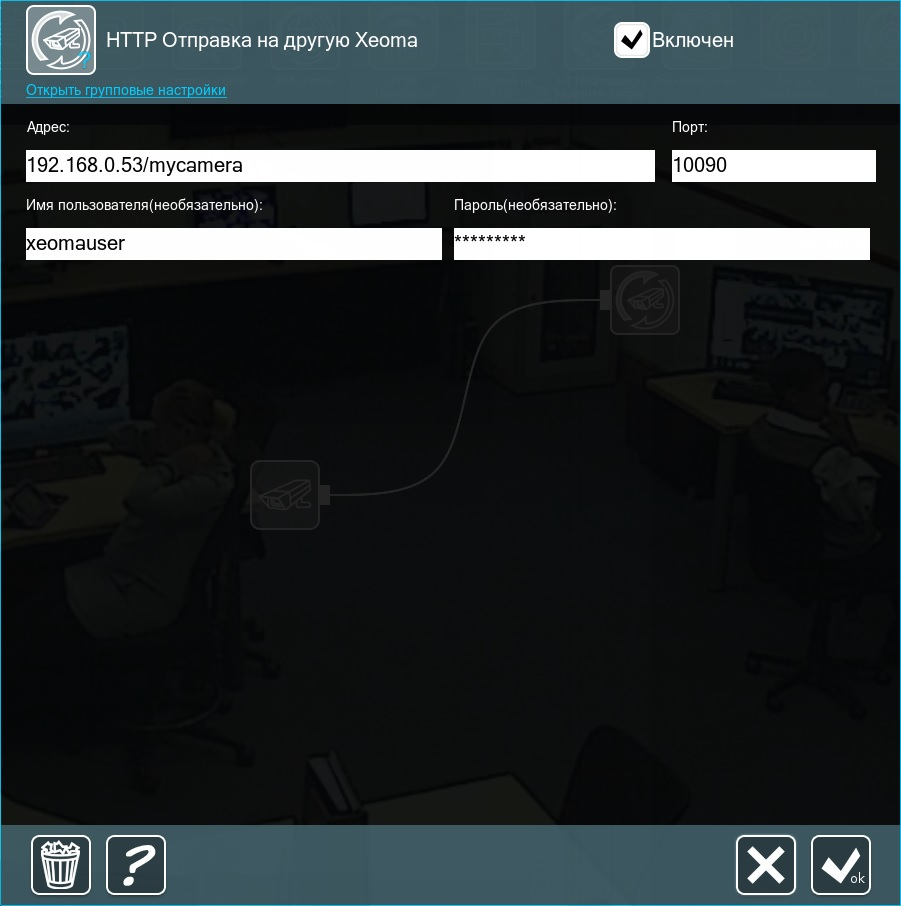 HTTP Отправка на другую Xeoma
Включен
Открыть групповые настройки
Адрес:
Порт:
192.168.0.53/mycamera
10090
Имя пользователя(необязательно):
Пароль(необязательно):
xeomauser
*********
ok